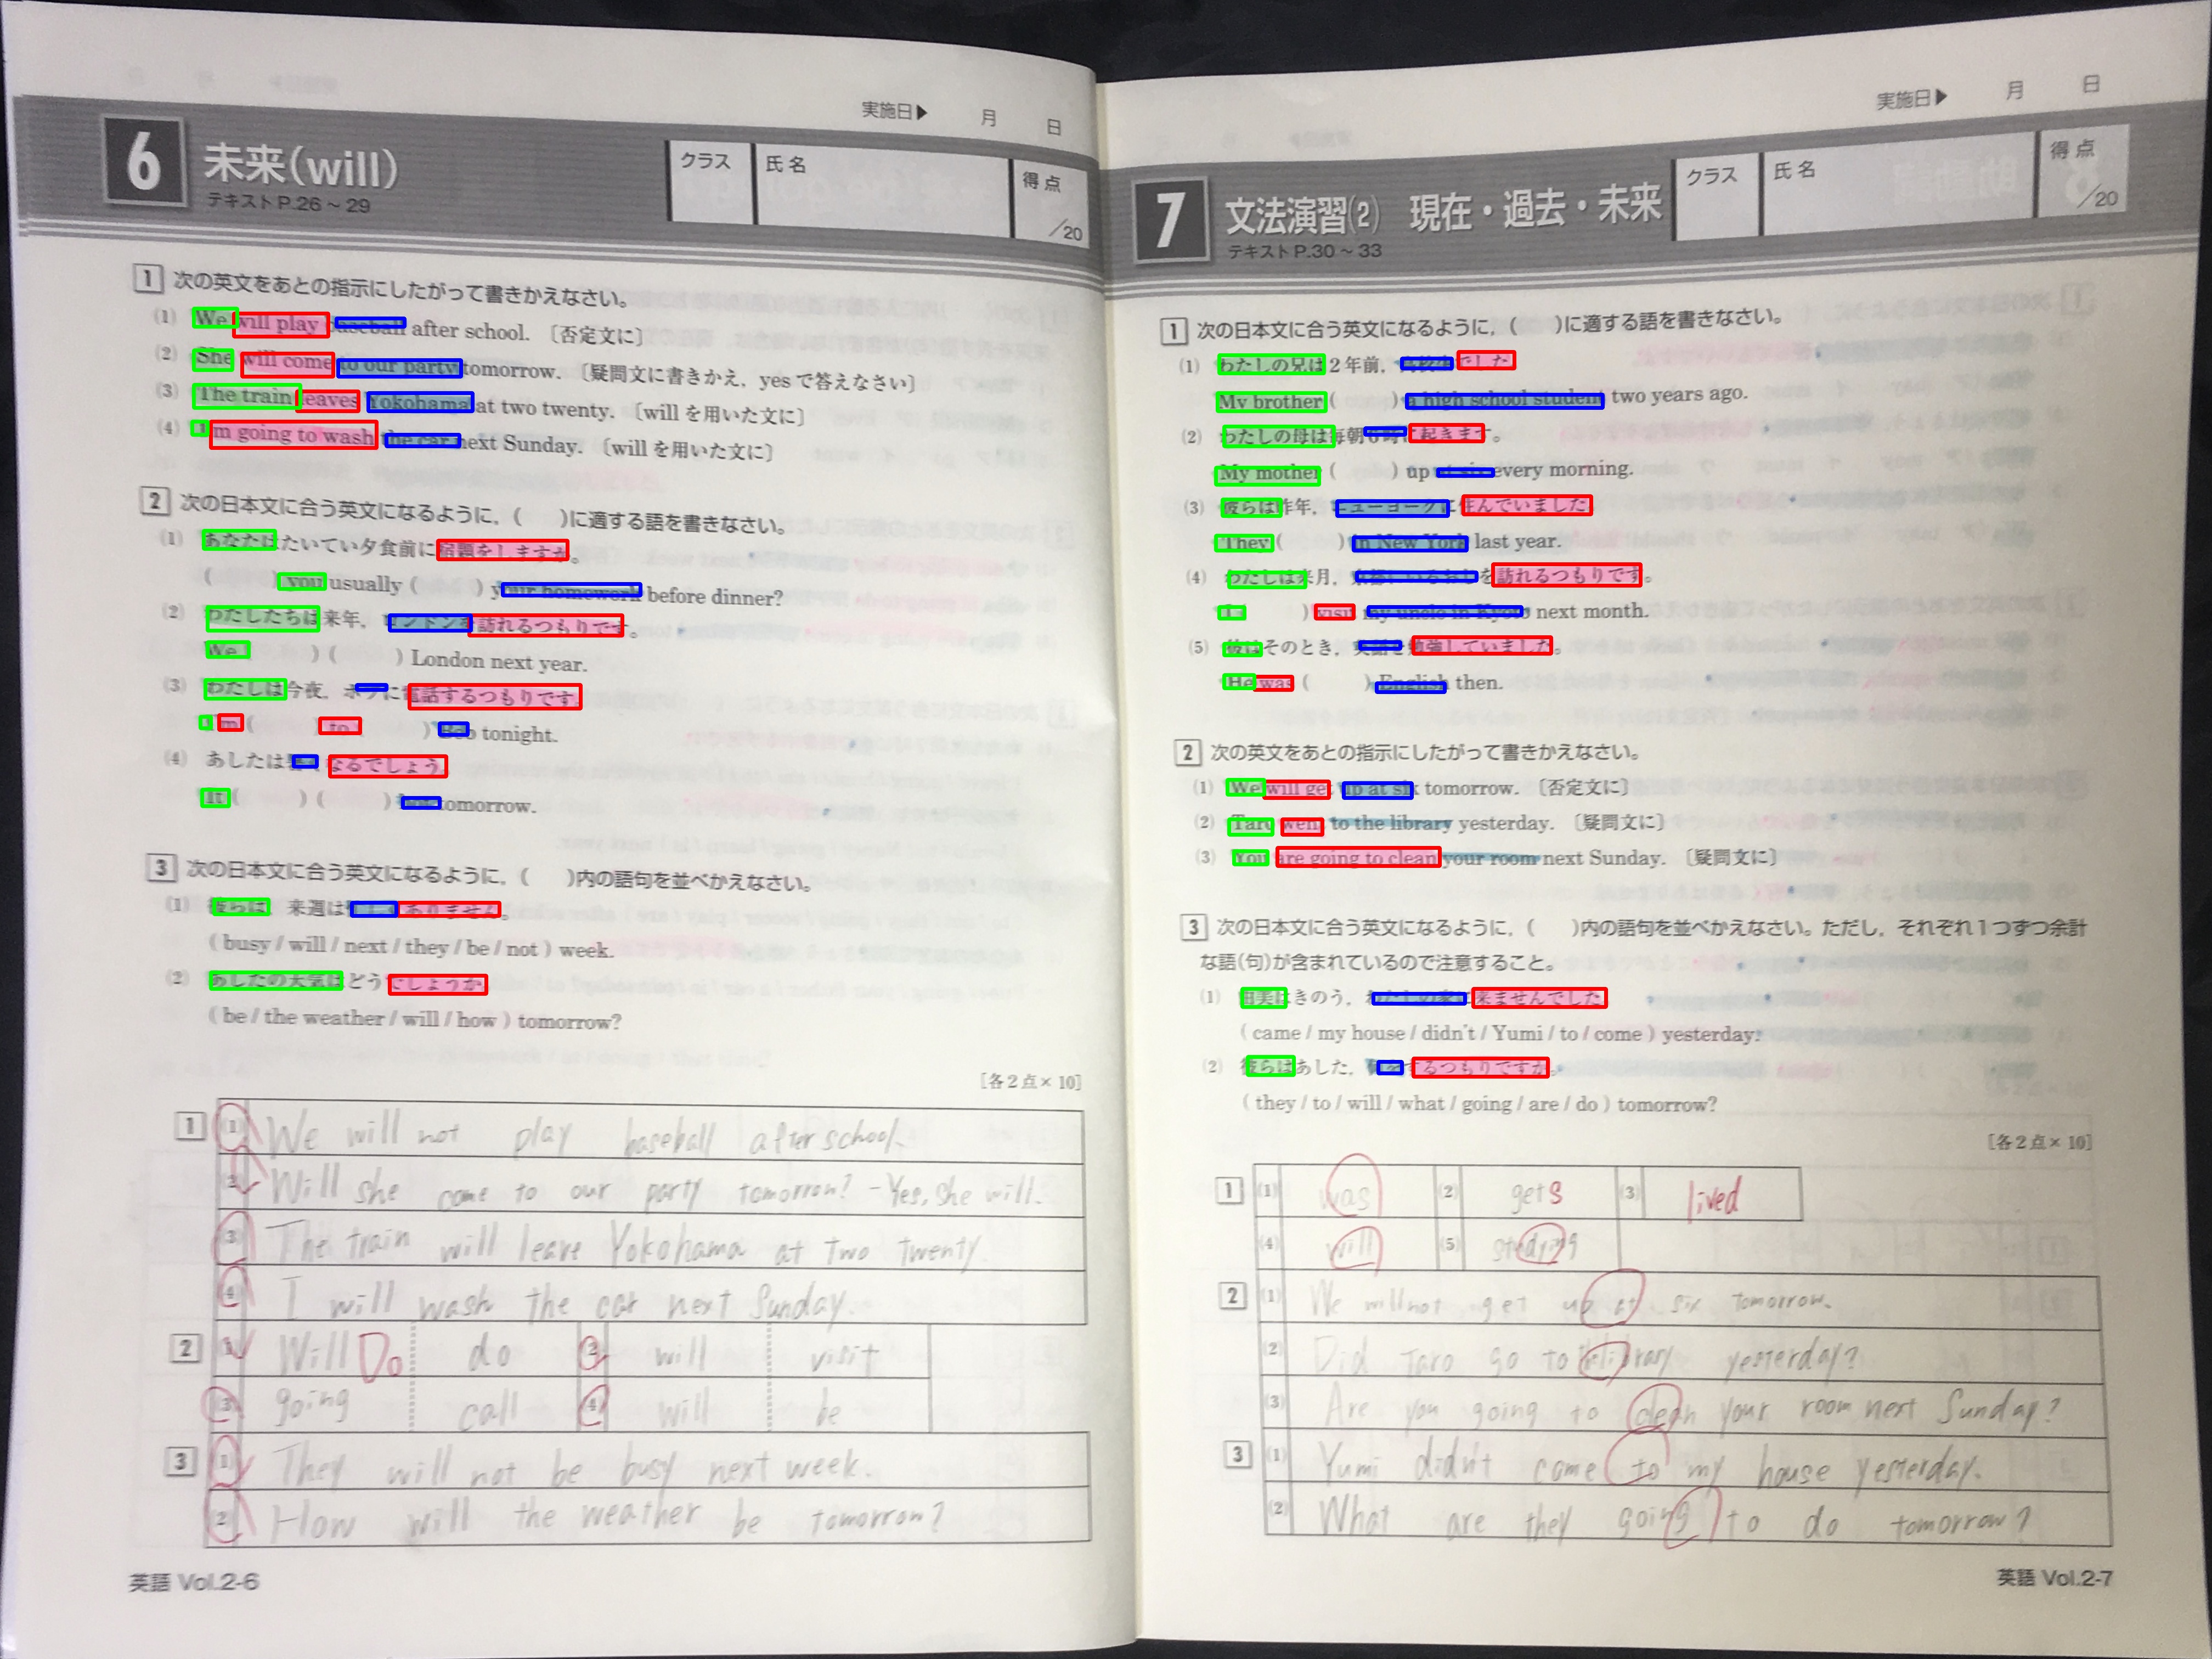 実施日▶ 月 日
6 未来(will)
テキストP.26～29
クラス 氏名 得点 /20
1 次の英文をあとの指示にしたがって書きかえなさい。
(1) We will play baseball after school. 〔否定文に〕
(2) She will come to our party tomorrow. 〔疑問文に書きかえ, yesで答えなさい〕
(3) The train leaves Yokohama at two twenty. 〔willを用いた文に〕
(4) I'm going to wash the car next Sunday. 〔willを用いた文に〕
2 次の日本文に合う英文になるように, ( )に適する語を書きなさい。
(1) あなたはたいてい夕食前に宿題をしますか。
( ) you usually ( ) your homework before dinner?
(2) わたしたちは来年, ロンドンを訪れるつもりです。
We ( ) ( ) London next year.
(3) わたしは今夜, ボブに電話するつもりです。
I'm ( ) to ( ) Bob tonight.
(4) あしたは暑くなるでしょう。
It ( ) ( ) hot tomorrow.
3 次の日本文に合う英文になるように, ( )内の語句を並べかえなさい。
(1) 彼らは, 来週は忙しくありません。
( busy / will / next / they / be / not ) week.
(2) あしたの天気はどうでしょうか。
( be / the weather / will / how ) tomorrow?
[各2点×10]
1 (1) We will not play baseball after school.
(2) Will she come to our party tomorrow? - Yes, she will.
(3) The train will leave Yokohama at two twenty.
(4) I will wash the car next Sunday.
2 (1) Will Do do (2) will visit
(3) going call (4) will be
3 (1) They will not be busy next week.
(2) How will the weather be tomorrow?
英語 Vol.2-6
実施日▶ 月 日
7 文法演習(2) 現在・過去・未来
テキストP.30～33
クラス 氏名 得点 /20
1 次の日本文に合う英文になるように, ( )に適する語を書きなさい。
(1) わたしの兄は2年前, 高校生でした
My brother ( ) a high school student two years ago.
(2) わたしの母は毎朝6時に起きます。
My mother ( ) up at six every morning.
(3) 彼らは昨年, ニューヨークに住んでいました。
They ( ) in New York last year.
(4) わたしは来月, 京都にいるおじを訪れるつもりです。
I ( ) visit my uncle in Kyoto next month.
(5) 彼はそのとき, 英語を勉強していました。
He was ( ) English then.
2 次の英文をあとの指示にしたがって書きかえなさい。
(1) We will get up at six tomorrow. 〔否定文に〕
(2) Taro went to the library yesterday. 〔疑問文に〕
(3) You are going to clean your room next Sunday. 〔疑問文に〕
3 次の日本文に合う英文になるように, ( )内の語句を並べかえなさい。ただし, それぞれ1つずつ余計
な語(句)が含まれているので注意すること。
(1) 由美はきのう, わたしの家に来ませんでした
( came / my house / didn't / Yumi / to / come ) yesterday.
(2) 彼らはあした, 何をするつもりですか。
( they / to / will / what / going / are / do ) tomorrow?
[各2点×10]
1 (1) was (2) gets (3) lived
(4) will (5) studing
2 (1) We will not get up at six tomorrow.
(2) Did Taro go to library yesterday?
(3) Are you going to clean your room next Sunday?
3 (1) Yumi didn't come to my house yesterday.
(2) What are they going to do tomorrow?
英語 Vol.2-7